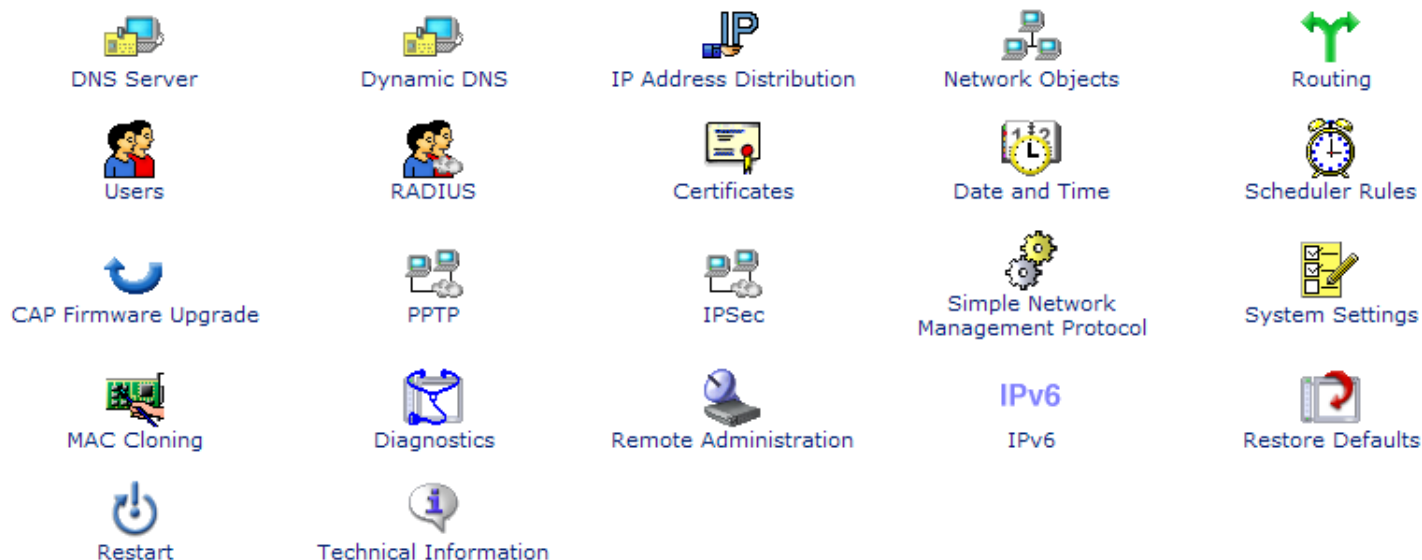 DNS Server
Dynamic DNS
IP Address Distribution
Network Objects
Routing
Users
RADIUS
Certificates
Date and Time
Scheduler Rules
CAP Firmware Upgrade
PPTP
IPSec
Simple Network
Management Protocol
System Settings
MAC Cloning
Diagnostics
Remote Administration
IPv6
IPv6
Restore Defaults
Restart
Technical Information